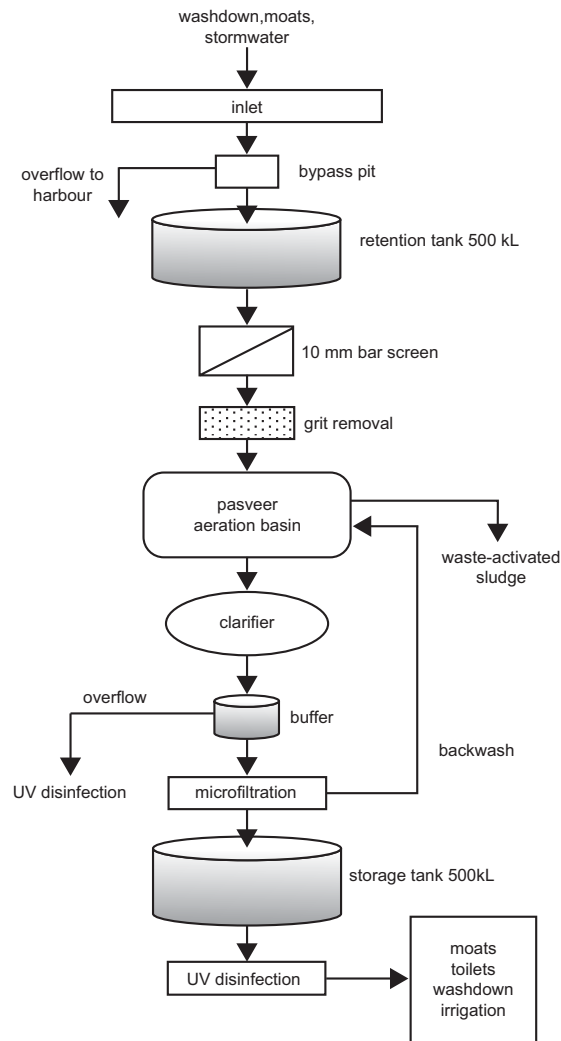 washdown,moats,
stormwater
inlet
overflow to
harbour
bypass pit
retention tank 500 kL
10 mm bar screen
grit removal
pasveer
aeration basin
waste-activated
sludge
clarifier
overflow
buffer
backwash
UV disinfection
microfiltration
storage tank 500kL
UV disinfection
moats
toilets
washdown
irrigation